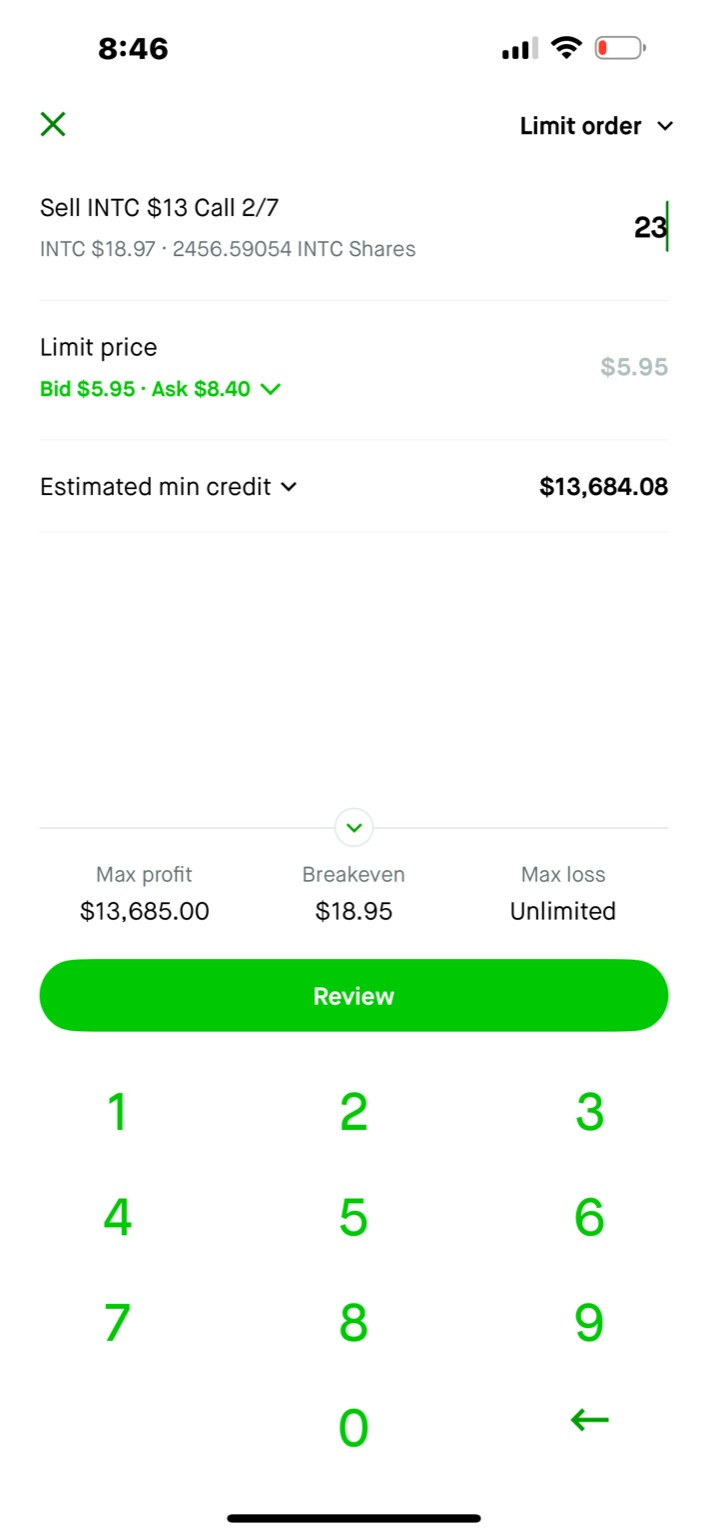 8:46
Limit order
Sell INTC $13 Call 2/7
INTC $18.97 · 2456.59054 INTC Shares
23
Limit price
Bid $5.95 · Ask $8.40
$5.95
Estimated min credit
$13,684.08
Max profit
$13,685.00
Breakeven
$18.95
Max loss
Unlimited
Review
1 2 3
4 5 6
7 8 9
0